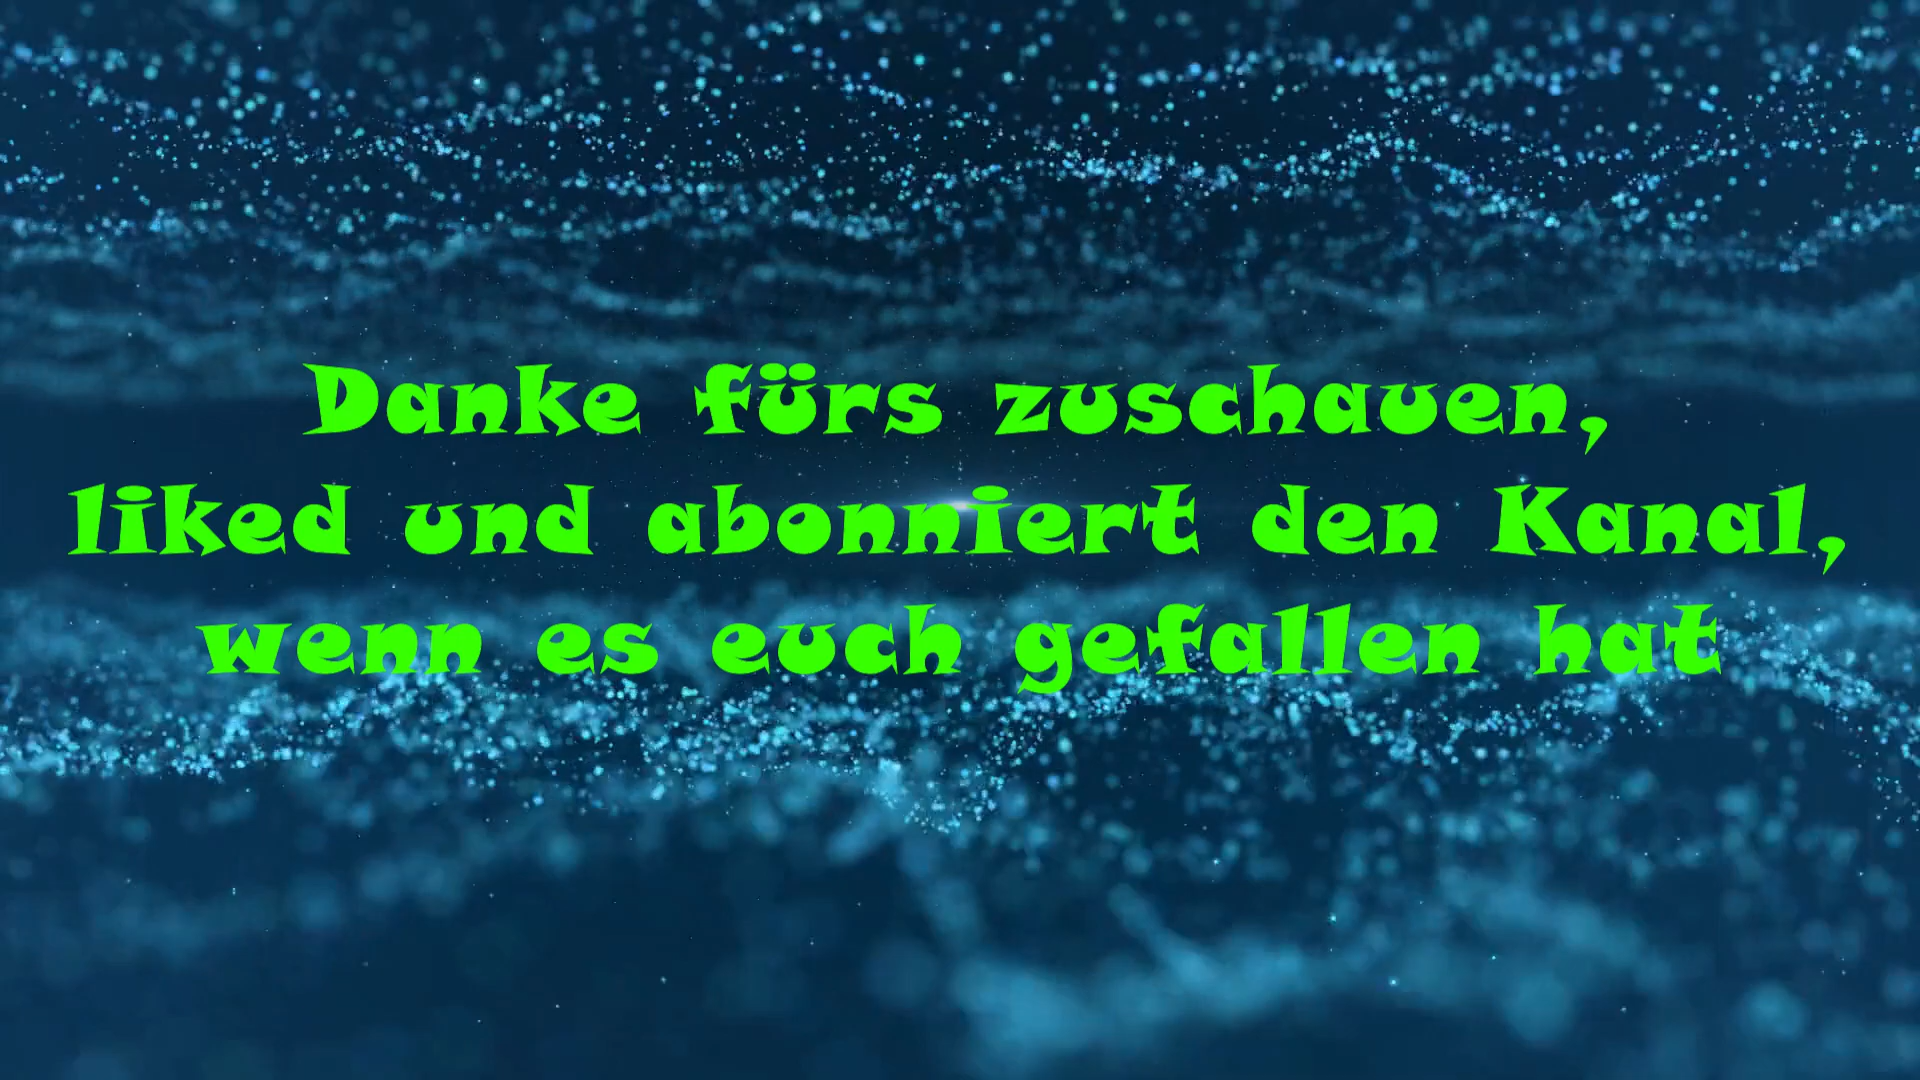 Danke fürs zuschauen,
liked und abonniert den Kanal,
wenn es euch gefallen hat